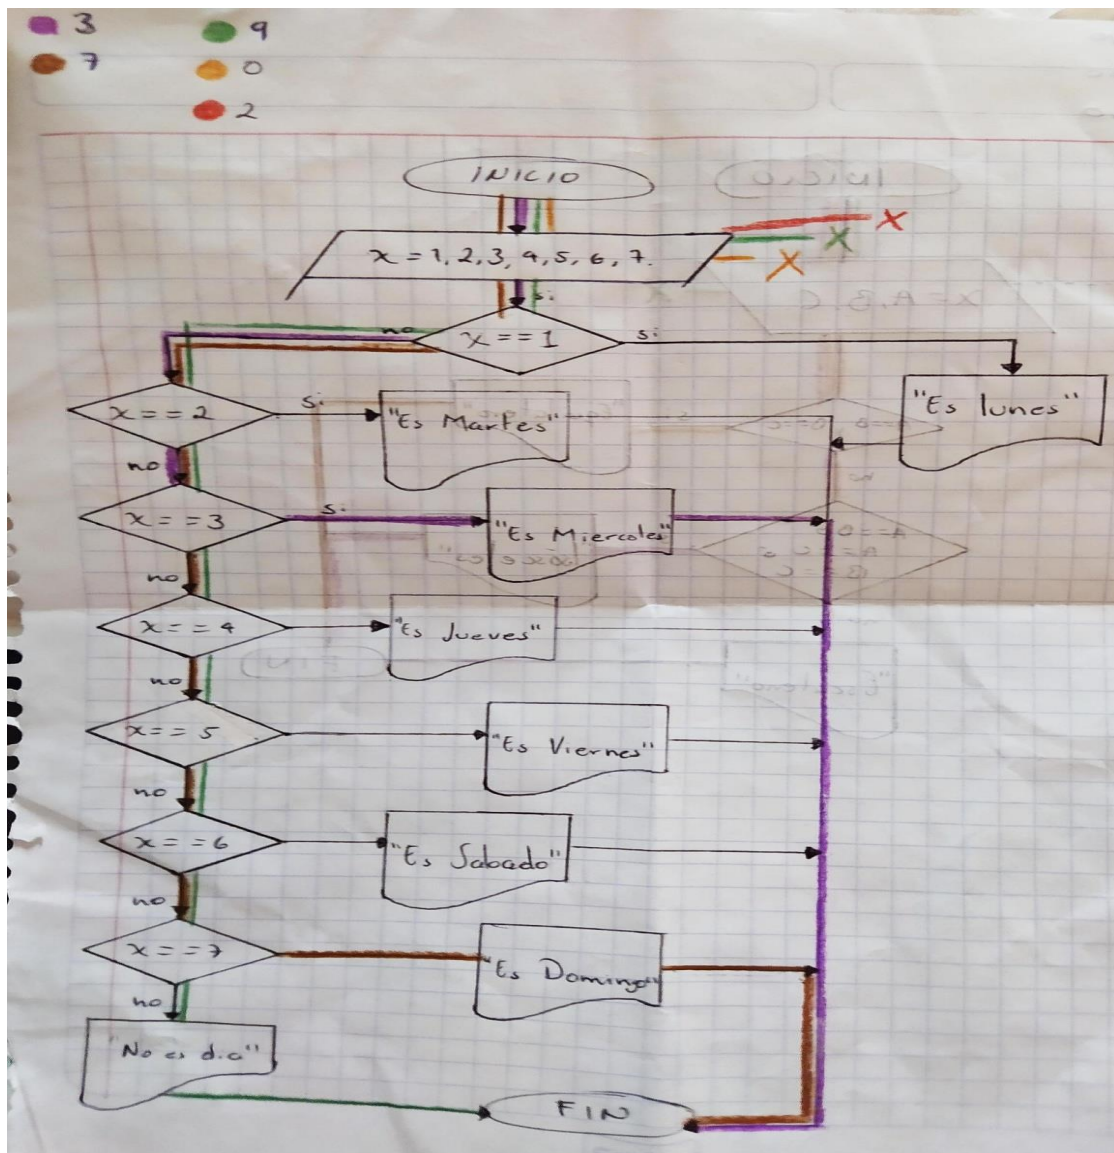 3
9
7
0
2
INICIO
x = 1, 2, 3, 4, 5, 6, 7.
si
no
x == 1
si
x == 2
si
"Es Martes"
"Es lunes"
no
x == 3
si
"Es Miercoles"
no
x == 4
"Es Jueves"
no
x == 5
"Es Viernes"
no
x == 6
"Es Sabado"
no
x == 7
"Es Domingo"
no
"No es dia"
FIN